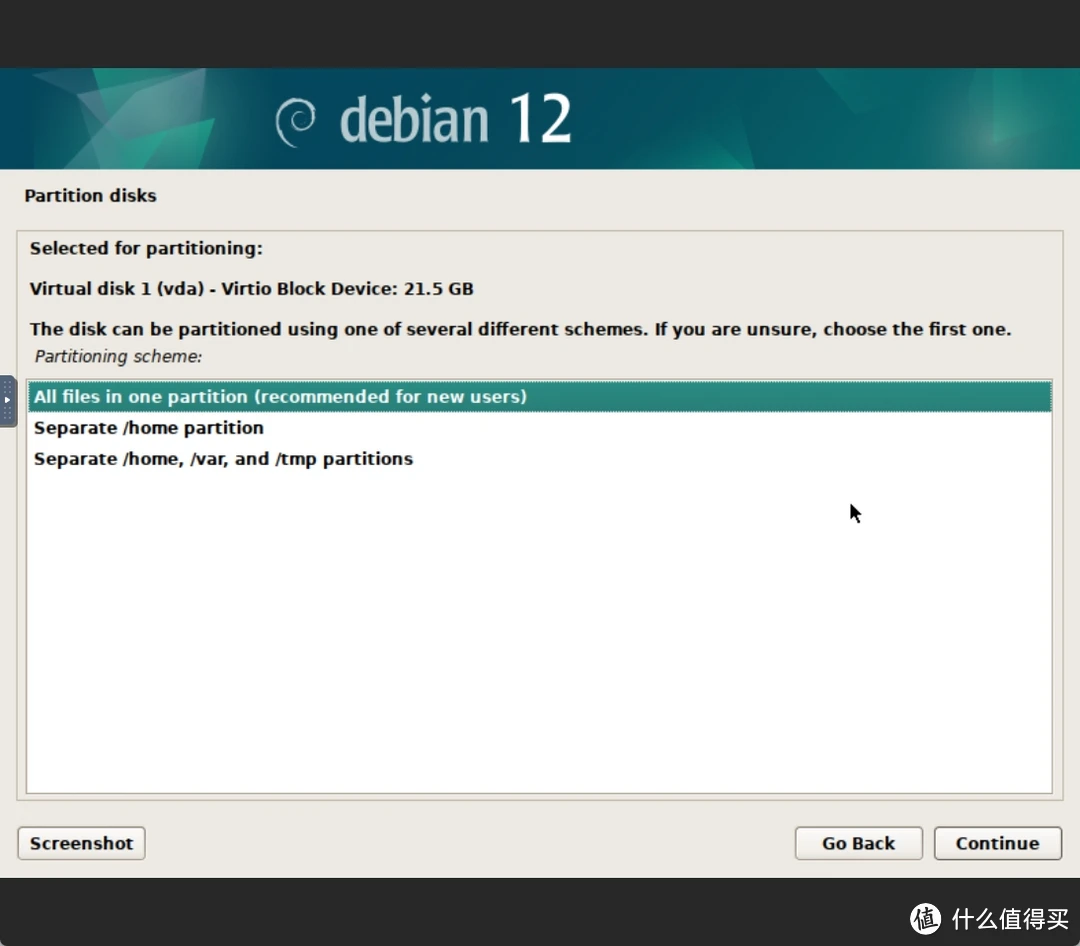 debian 12
Partition disks
Selected for partitioning:
Virtual disk 1 (vda) - Virtio Block Device: 21.5 GB
The disk can be partitioned using one of several different schemes. If you are unsure, choose the first one.
Partitioning scheme:
All files in one partition (recommended for new users)
Separate /home partition
Separate /home, /var, and /tmp partitions
Screenshot
Go Back
Continue
值 什么值得买